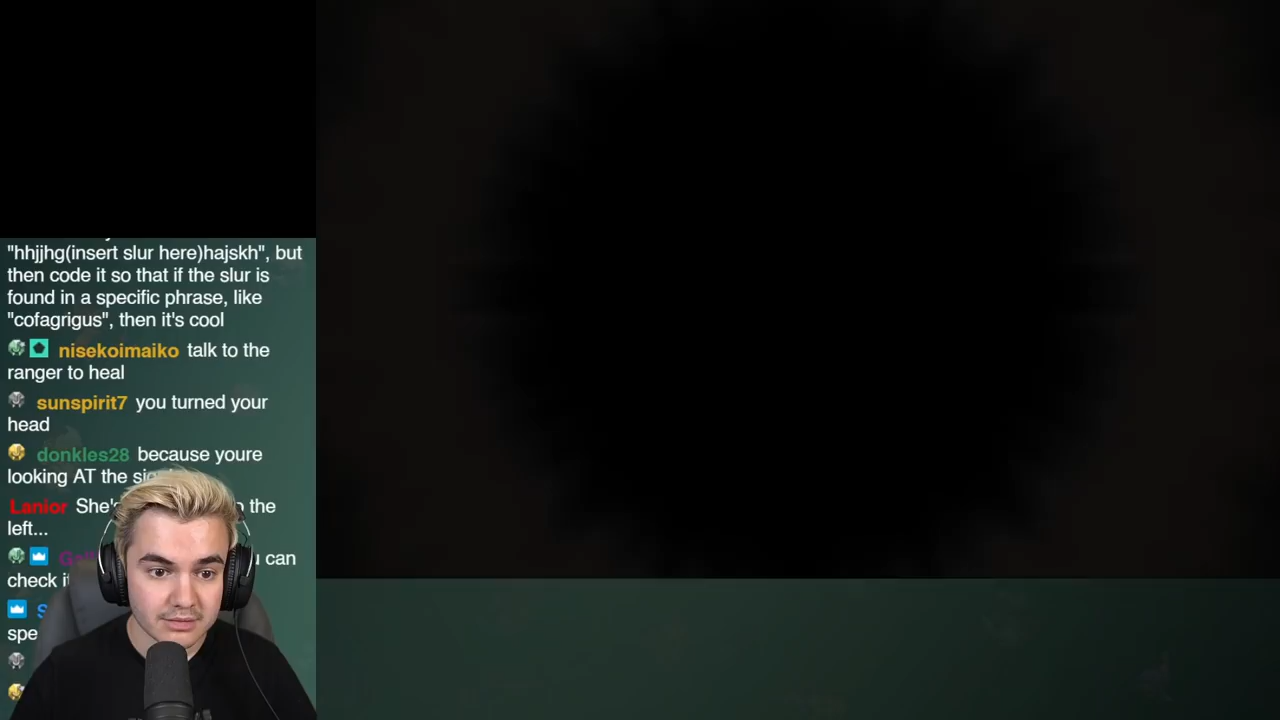 "hhjjhg(insert slur here)hajskh", but
then code it so that if the slur is
found in a specific phrase, like
"cofagrigus", then it's cool
nisekoimaiko talk to the
ranger to heal
sunspirit7 you turned your
head
donkles28 because youre
looking AT the
Lanior the
left...
can
check